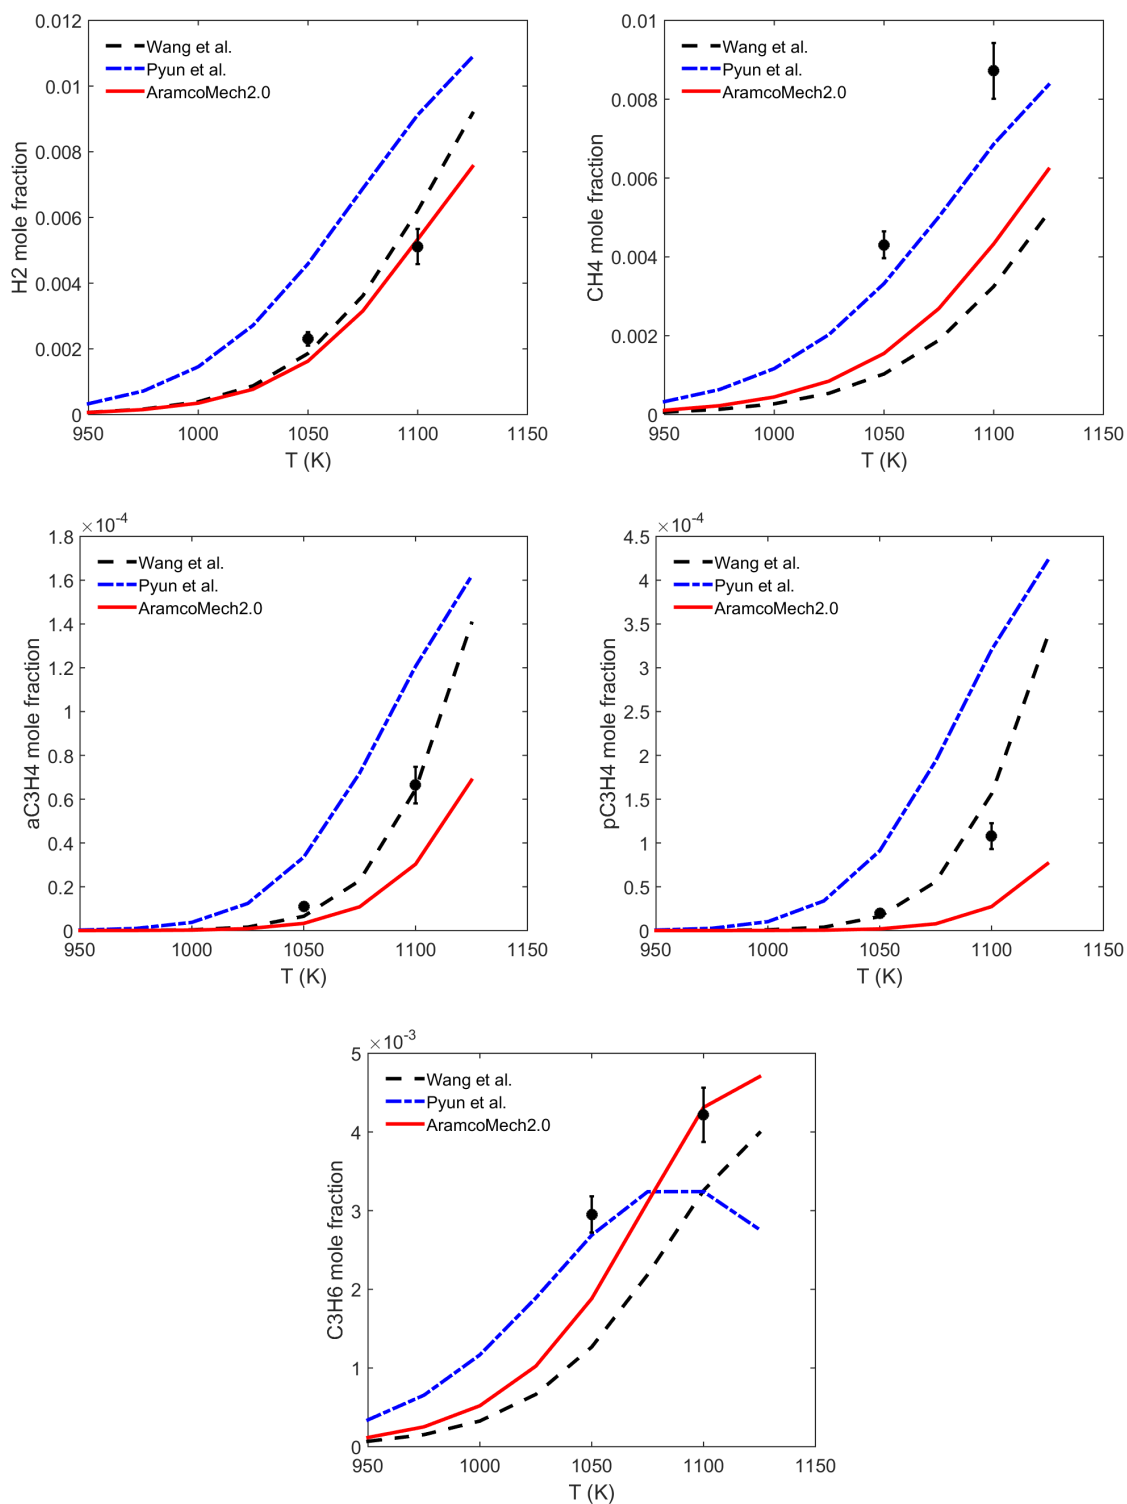 0.012
0.01
0.008
0.006
0.004
0.002
0
H2 mole fraction
Wang et al.
Pyun et al.
AramcoMech2.0
950 1000 1050 1100 1150
T (K)
0.01
0.008
0.006
0.004
0.002
0
CH4 mole fraction
Wang et al.
Pyun et al.
AramcoMech2.0
950 1000 1050 1100 1150
T (K)
×10-4
1.8
1.6
1.4
1.2
1
0.8
0.6
0.4
0.2
0
aC3H4 mole fraction
Wang et al.
Pyun et al.
AramcoMech2.0
950 1000 1050 1100 1150
T (K)
×10-4
4.5
4
3.5
3
2.5
2
1.5
1
0.5
0
pC3H4 mole fraction
Wang et al.
Pyun et al.
AramcoMech2.0
950 1000 1050 1100 1150
T (K)
×10-3
5
4
3
2
1
0
C3H6 mole fraction
Wang et al.
Pyun et al.
AramcoMech2.0
950 1000 1050 1100 1150
T (K)